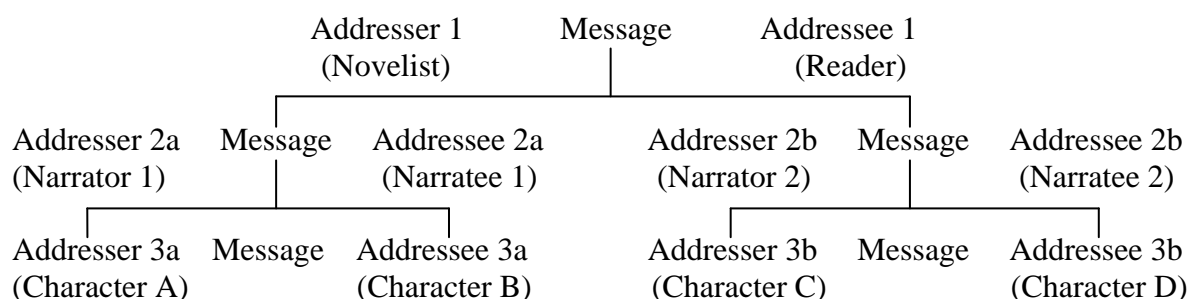 Addresser 1 Message Addressee 1
(Novelist) (Reader)
Addresser 2a Message Addressee 2a Addresser 2b Message Addressee 2b
(Narrator 1) (Narratee 1) (Narrator 2) (Narratee 2)
Addresser 3a Message Addressee 3a Addresser 3b Message Addressee 3b
(Character A) (Character B) (Character C) (Character D)